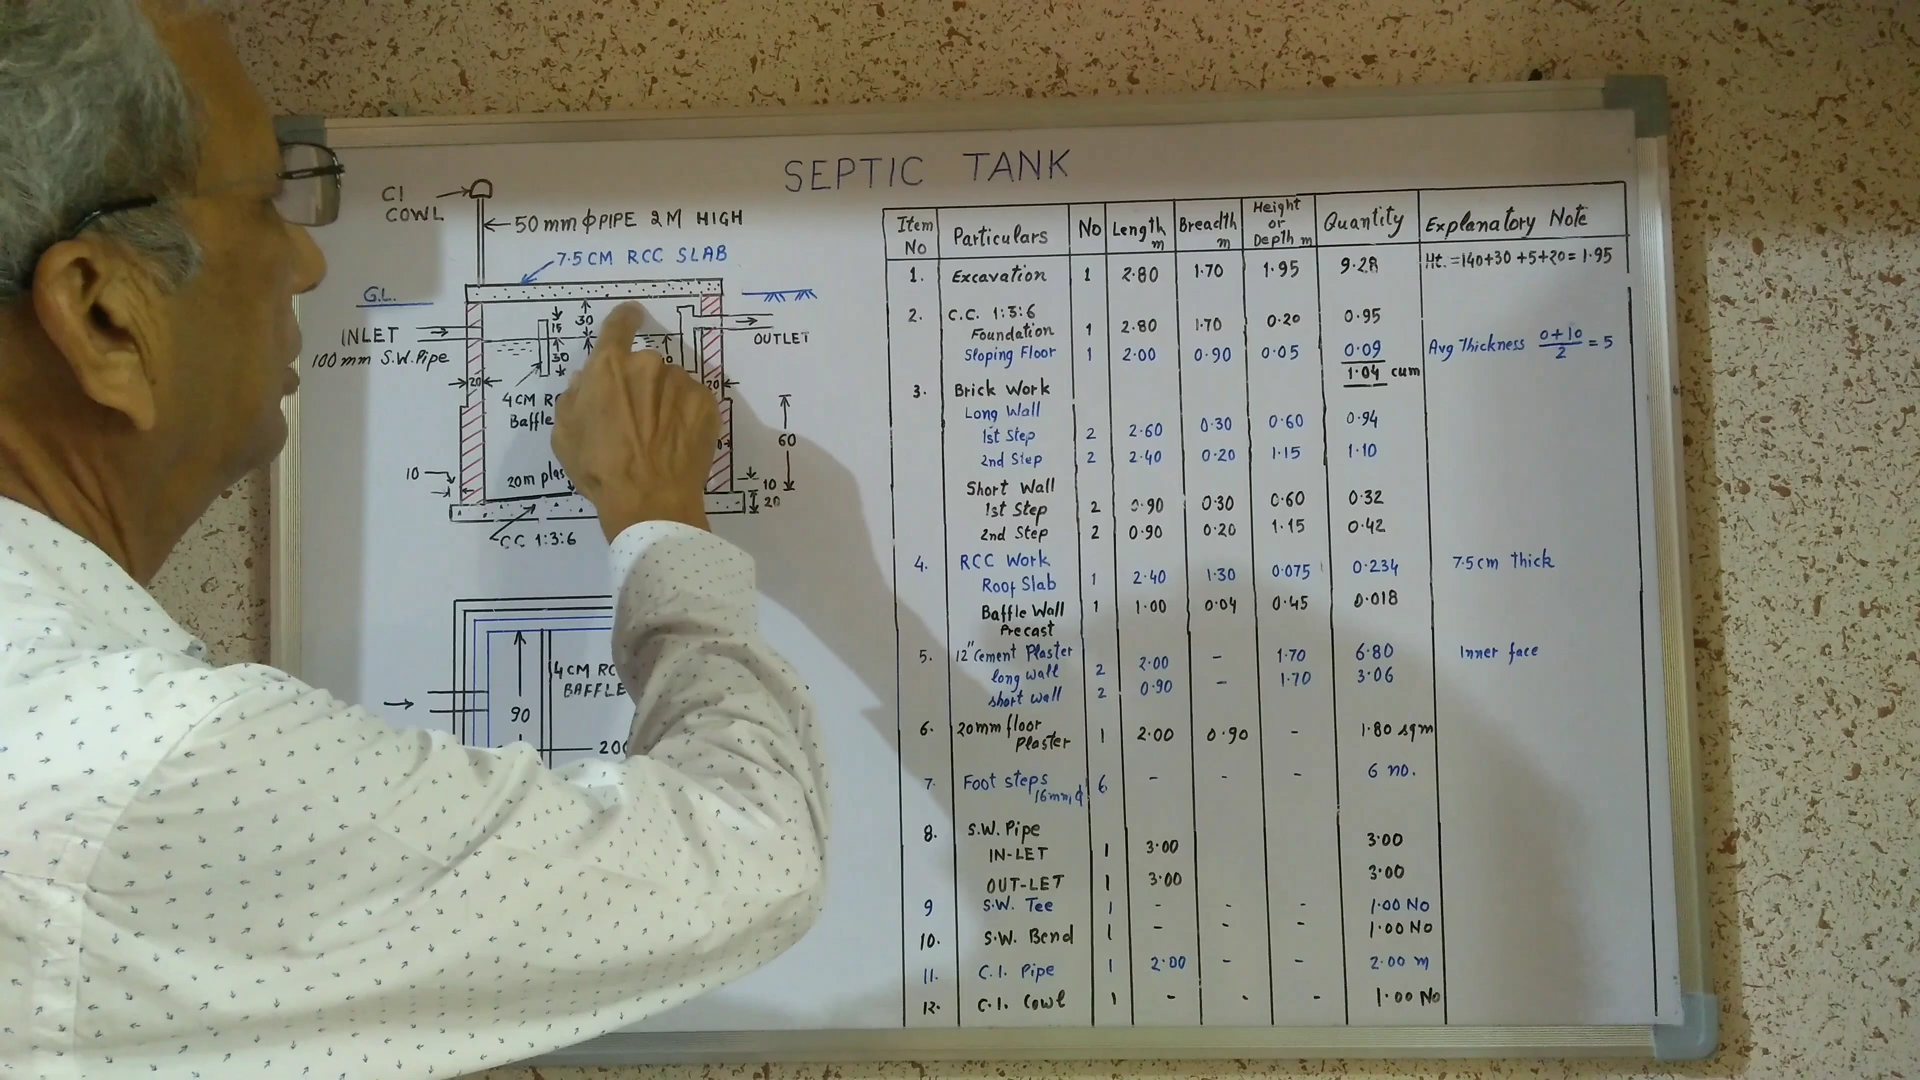 SEPTIC TANK
CI
COWL
50 mm ϕ PIPE 2 M HIGH
7.5 CM RCC SLAB
G.L.
INLET
100 mm S.W. Pipe
15
30
30
OUTLET
20
20
4 CM
Baffle
60
10
20m plas
10
20
CC 1:3:6
4 CM RC
BAFFLE
90
200
Item No Particulars No Length m Breadth m Height or Depth m Quantity Explanatory Note
1. Excavation 1 2.80 1.70 1.95 9.28 Ht. = 140+30+5+20 = 1.95
2. C.C. 1:3:6
Foundation 1 2.80 1.70 0.20 0.95
Sloping Floor 1 2.00 0.90 0.05 0.09 Avg Thickness 0+10/2 = 5
1.04 cum
3. Brick Work
Long Wall
1st Step 2 2.60 0.30 0.60 0.94
2nd Step 2 2.40 0.20 1.15 1.10
Short Wall
1st Step 2 0.90 0.30 0.60 0.32
2nd Step 2 0.90 0.20 1.15 0.42
4. RCC Work
Roof Slab 1 2.40 1.30 0.075 0.234 7.5 cm thick
Baffle Wall 1 1.00 0.04 0.45 0.018
Precast
5. 12" Cement Plaster
long wall 2 2.00 - 1.70 6.80 Inner face
short wall 2 0.90 - 1.70 3.06
6. 20mm floor
Plaster 1 2.00 0.90 - 1.80 sqm
7. Foot steps
16mm ϕ 6 - - - 6 no.
8. S.W. Pipe
IN-LET 1 3.00 3.00
OUT-LET 1 3.00 3.00
9 S.W. Tee 1 - - - 1.00 No
10. S.W. Bend 1 - - - 1.00 No
11. C.I. Pipe 1 2.00 - - 2.00 m
12. C.I. Cowl 1 - - - 1.00 No